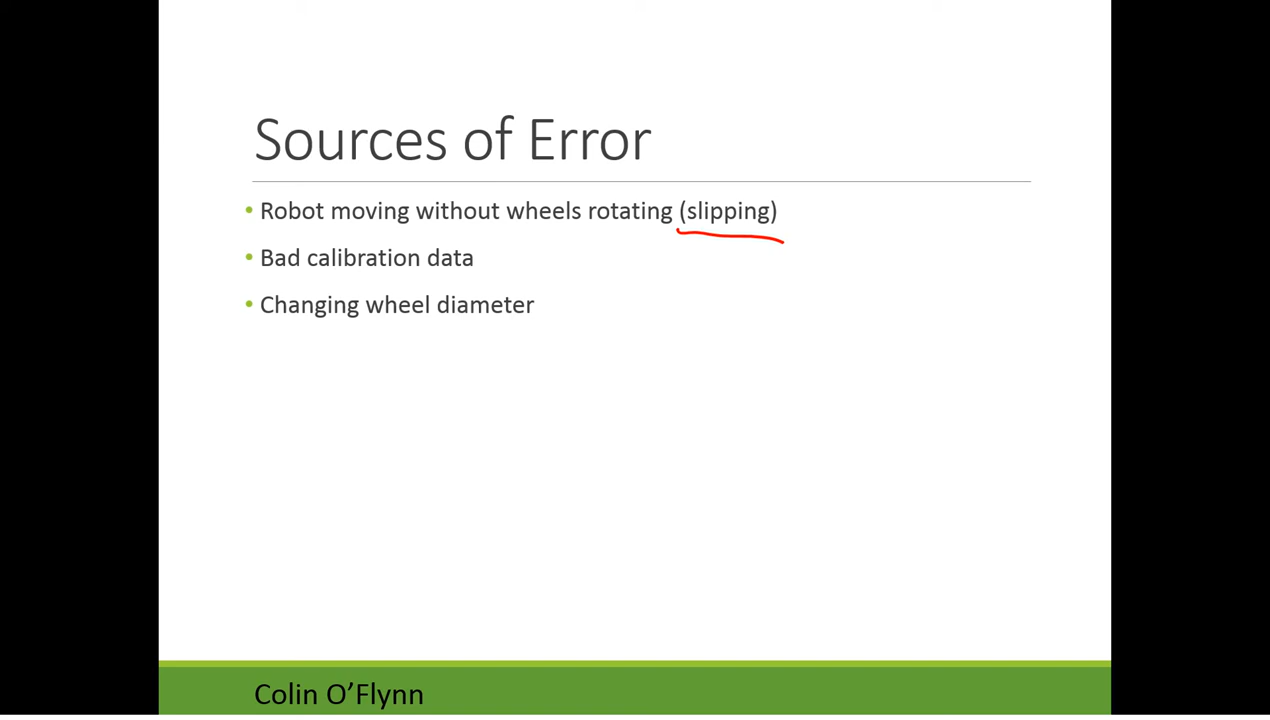 Sources of Error
• Robot moving without wheels rotating (slipping)
• Bad calibration data
• Changing wheel diameter
Colin O’Flynn